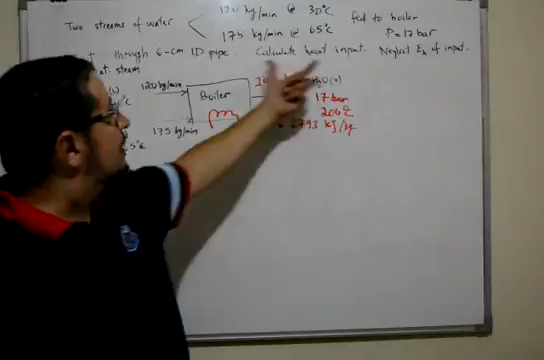 120 kg/min @ 30°C
Two streams of water fed to boiler
175 kg/min @ 65°C P=17 bar
through 6-cm ID pipe. Calculate heat input. Neglect Ek of input.
steam
120 kg/min H2O(v)
Boiler
17 bar
204°C
175 kg/min 2793 kJ/kg